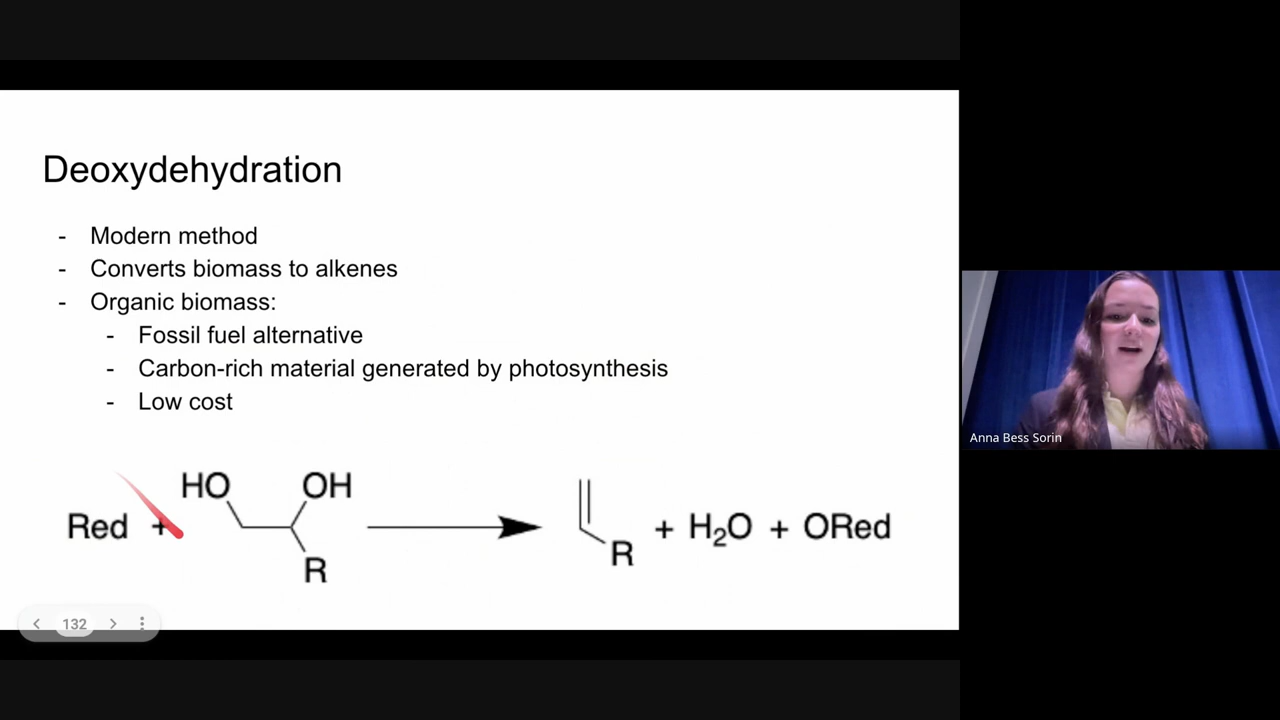 Deoxydehydration
- Modern method
- Converts biomass to alkenes
- Organic biomass:
- Fossil fuel alternative
- Carbon-rich material generated by photosynthesis
- Low cost
HO OH
Red + R
R + H₂O + ORed
132
Anna Bess Sorin